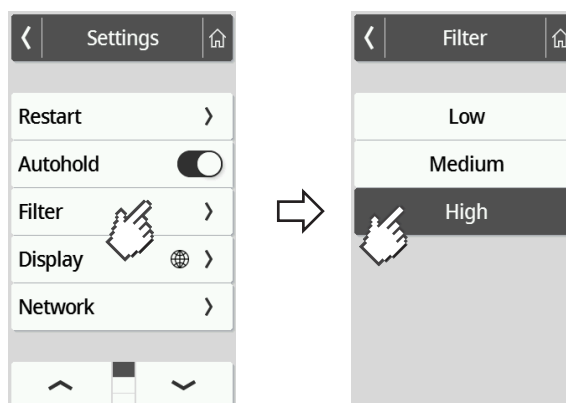 Settings
Restart
Autohold
Filter
Display
Network
Filter
Low
Medium
High